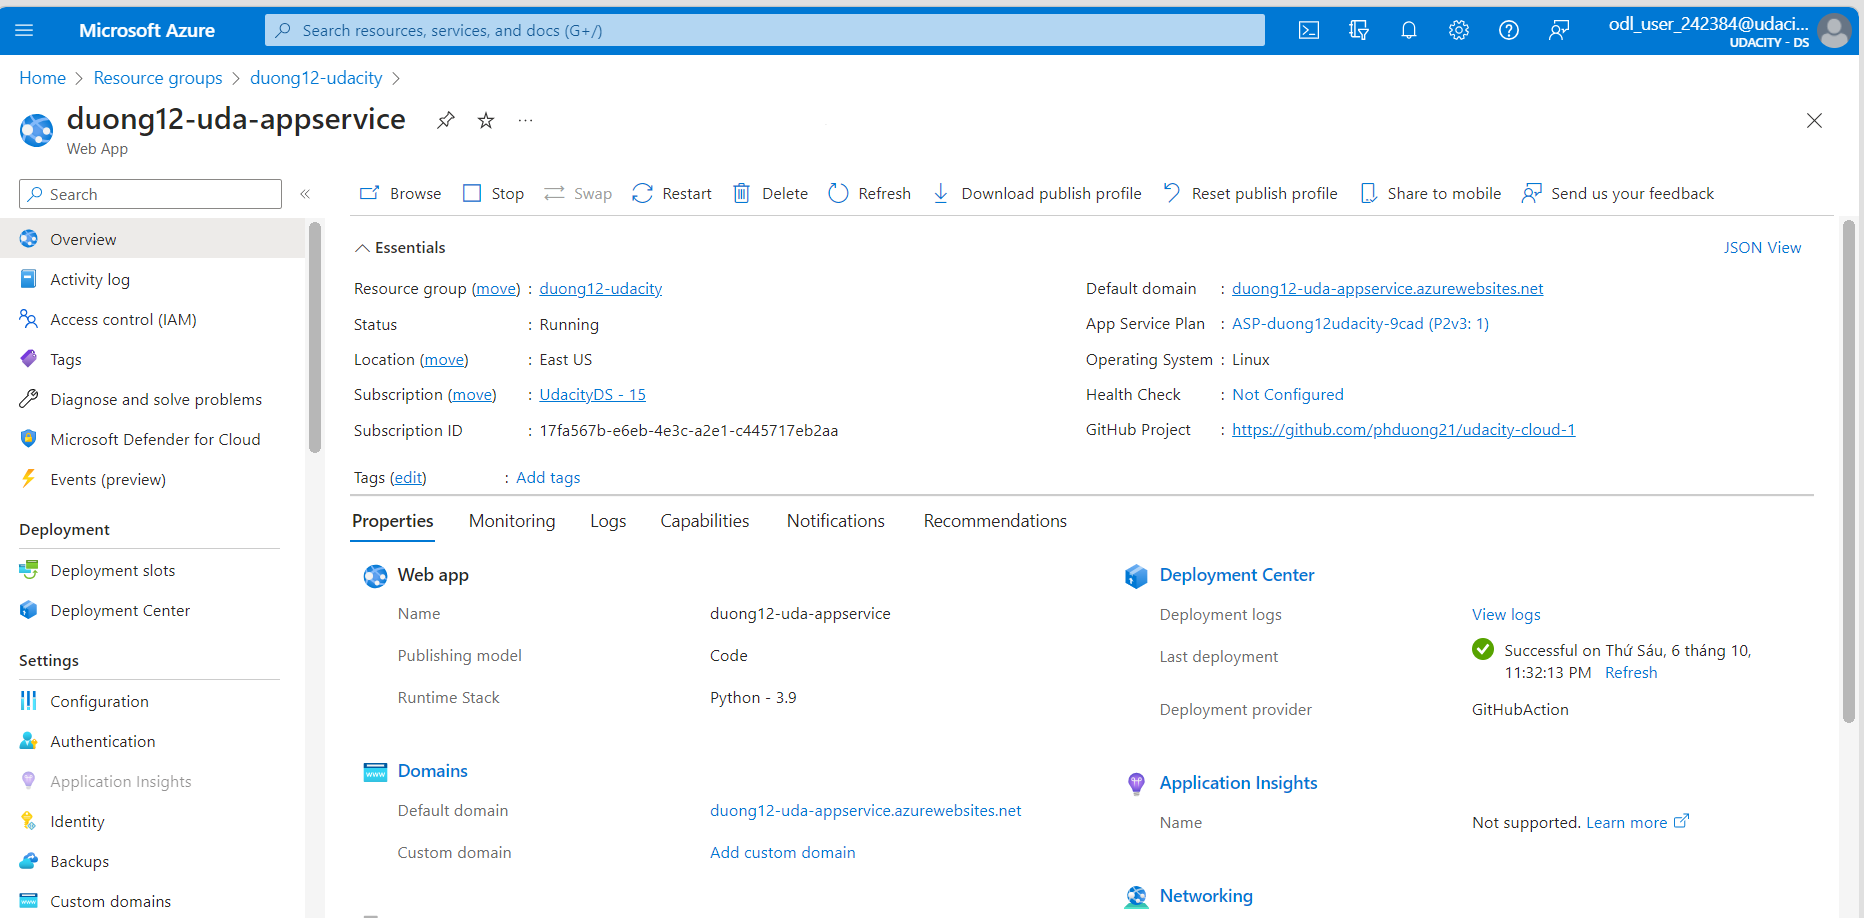 Microsoft Azure
Search resources, services, and docs (G+/)
odl_user_242384@udaci...
UDACITY - DS
Home > Resource groups > duong12-udacity >
duong12-uda-appservice
...
Web App
Search
«
Browse
Stop
Swap
Restart
Delete
Refresh
Download publish profile
Reset publish profile
Share to mobile
Send us your feedback
Overview
Activity log
Access control (IAM)
Tags
Diagnose and solve problems
Microsoft Defender for Cloud
Events (preview)
Deployment
Deployment slots
Deployment Center
Settings
Configuration
Authentication
Application Insights
Identity
Backups
Custom domains
Essentials
JSON View
Resource group (move) : duong12-udacity
Status : Running
Location (move) : East US
Subscription (move) : UdacityDS - 15
Subscription ID : 17fa567b-e6eb-4e3c-a2e1-c445717eb2aa
Default domain : duong12-uda-appservice.azurewebsites.net
App Service Plan : ASP-duong12udacity-9cad (P2v3: 1)
Operating System : Linux
Health Check : Not Configured
GitHub Project : https://github.com/phduong21/udacity-cloud-1
Tags (edit) : Add tags
Properties
Monitoring
Logs
Capabilities
Notifications
Recommendations
Web app
Name duong12-uda-appservice
Publishing model Code
Runtime Stack Python - 3.9
Domains
Default domain duong12-uda-appservice.azurewebsites.net
Custom domain Add custom domain
Deployment Center
Deployment logs View logs
Last deployment Successful on Thứ Sáu, 6 tháng 10,
11:32:13 PM Refresh
Deployment provider GitHubAction
Application Insights
Name Not supported. Learn more
Networking